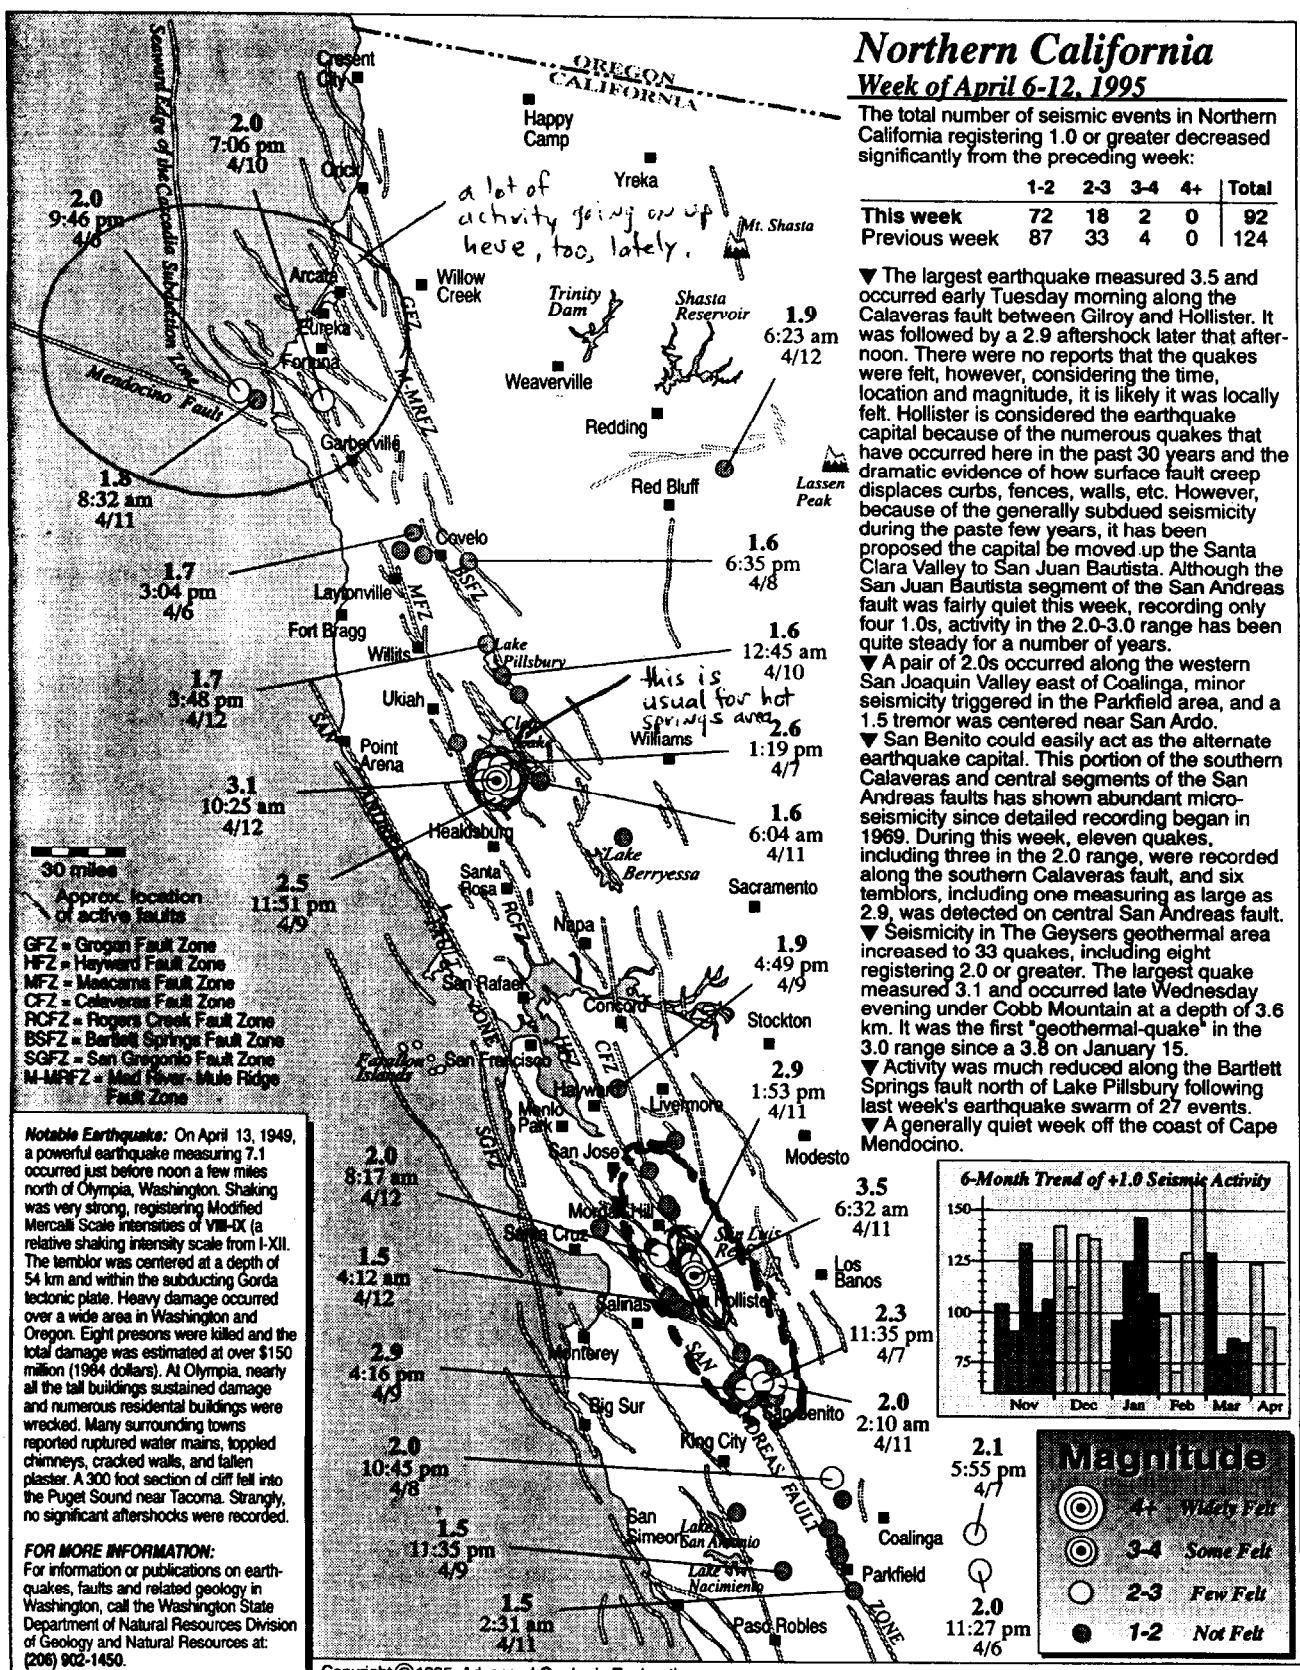 Northern California
Week of April 6-12, 1995
The total number of seismic events in Northern
California registering 1.0 or greater decreased
significantly from the preceding week:
1-2 2-3 3-4 4+ Total
This week 72 18 2 0 92
Previous week 87 33 4 0 124
▼ The largest earthquake measured 3.5 and
occurred early Tuesday morning along the
Calaveras fault between Gilroy and Hollister. It
was followed by a 2.9 aftershock later that after-
noon. There were no reports that the quakes
were felt, however, considering the time,
location and magnitude, it is likely it was locally
felt. Hollister is considered the earthquake
capital because of the numerous quakes that
have occurred here in the past 30 years and the
dramatic evidence of how surface fault creep
displaces curbs, fences, walls, etc. However,
because of the generally subdued seismicity
during the paste few years, it has been
proposed the capital be moved up the Santa
Clara Valley to San Juan Bautista. Although the
San Juan Bautista segment of the San Andreas
fault was fairly quiet this week, recording only
four 1.0s, activity in the 2.0-3.0 range has been
quite steady for a number of years.
▼ A pair of 2.0s occurred along the western
San Joaquin Valley east of Coalinga, minor
seismicity triggered in the Parkfield area, and a
1.5 tremor was centered near San Ardo.
▼ San Benito could easily act as the alternate
earthquake capital. This portion of the southern
Calaveras and central segments of the San
Andreas faults has shown abundant micro-
seismicity since detailed recording began in
1969. During this week, eleven quakes,
including three in the 2.0 range, were recorded
along the southern Calaveras fault, and six
temblors, including one measuring as large as
2.9, was detected on central San Andreas fault.
▼ Seismicity in The Geysers geothermal area
increased to 33 quakes, including eight
registering 2.0 or greater. The largest quake
measured 3.1 and occurred late Wednesday
evening under Cobb Mountain at a depth of 3.6
km. It was the first "geothermal-quake" in the
3.0 range since a 3.8 on January 15.
▼ Activity was much reduced along the Bartlett
Springs fault north of Lake Pillsbury following
last week's earthquake swarm of 27 events.
▼ A generally quiet week off the coast of Cape
Mendocino.
OREGON
CALIFORNIA
Seaward Edge of the Cascadia Subduction Zone
Cresent
City
Happy
Camp
2.0
7:06 pm
4/10
Orick
Yreka
a lot of
activity going on up
here, too, lately.
2.0
9:46 pm
4/6
Mt. Shasta
Arcata
Willow
Creek
GFZ
Trinity
Dam
Shasta
Reservoir
1.9
6:23 am
4/12
Eureka
Fortuna
Mendocino Fault
M-MRFZ
Weaverville
Redding
Garberville
1.8
8:32 am
4/11
Red Bluff
Lassen
Peak
Covelo
1.7
3:04 pm
4/6
BSFZ
1.6
6:35 pm
4/8
Laytonville
MFZ
Fort Bragg
Willits
Lake
Pillsbury
1.6
12:45 am
4/10
1.7
3:48 pm
4/12
this is
usual for hot
springs area
Ukiah
Clear
Lake
Williams
2.6
1:19 pm
4/7
Point
Arena
SAN ANDREAS FAULT ZONE
3.1
10:25 am
4/12
1.6
6:04 am
4/11
Healdsburg
Lake
Berryessa
30 miles
Santa
Rosa
RCFZ
Sacramento
2.5
11:51 pm
4/9
Approx. location
of active faults
GFZ = Grogan Fault Zone
HFZ = Hayward Fault Zone
MFZ = Maacama Fault Zone
CFZ = Calaveras Fault Zone
RCFZ = Rogers Creek Fault Zone
BSFZ = Bartlett Springs Fault Zone
SGFZ = San Gregonio Fault Zone
M-MRFZ = Mad River- Mule Ridge
Fault Zone
Napa
1.9
4:49 pm
4/9
San Rafael
Concord
Stockton
Farallon
Islands
San Francisco
HFZ
CFZ
Hayward
Livermore
2.9
1:53 pm
4/11
Menlo
Park
SGFZ
San Jose
Modesto
2.0
8:17 am
4/12
Morgan Hill
Santa Cruz
San Luis
Res.
3.5
6:32 am
4/11
Los
Banos
1.5
4:12 am
4/12
Salinas
Hollister
2.3
11:35 pm
4/7
Monterey
2.9
4:16 pm
4/9
SAN ANDREAS FAULT ZONE
Big Sur
San Benito
2.0
2:10 am
4/11
King City
2.0
10:45 pm
4/8
2.1
5:55 pm
4/7
San
Simeon
Lake
San Antonio
Coalinga
1.5
11:35 pm
4/9
Lake
Nacimiento
Parkfield
1.5
2:31 am
4/11
Paso Robles
2.0
11:27 pm
4/6
Notable Earthquake: On April 13, 1949,
a powerful earthquake measuring 7.1
occurred just before noon a few miles
north of Olympia, Washington. Shaking
was very strong, registering Modified
Mercalli Scale intensities of VIII-IX (a
relative shaking intensity scale from I-XII.
The temblor was centered at a depth of
54 km and within the subducting Gorda
tectonic plate. Heavy damage occurred
over a wide area in Washington and
Oregon. Eight presons were killed and the
total damage was estimated at over $150
million (1984 dollars). At Olympia, nearly
all the tall buildings sustained damage
and numerous residental buildings were
wrecked. Many surrounding towns
reported ruptured water mains, toppled
chimneys, cracked walls, and fallen
plaster. A 300 foot section of cliff fell into
the Puget Sound near Tacoma. Strangly,
no significant aftershocks were recorded.
FOR MORE INFORMATION:
For information or publications on earth-
quakes, faults and related geology in
Washington, call the Washington State
Department of Natural Resources Division
of Geology and Natural Resources at:
(206) 902-1450.
6-Month Trend of +1.0 Seismic Activity
150
125
100
75
Nov Dec Jan Feb Mar Apr
Magnitude
4+ Widely Felt
3-4 Some Felt
2-3 Few Felt
1-2 Not Felt